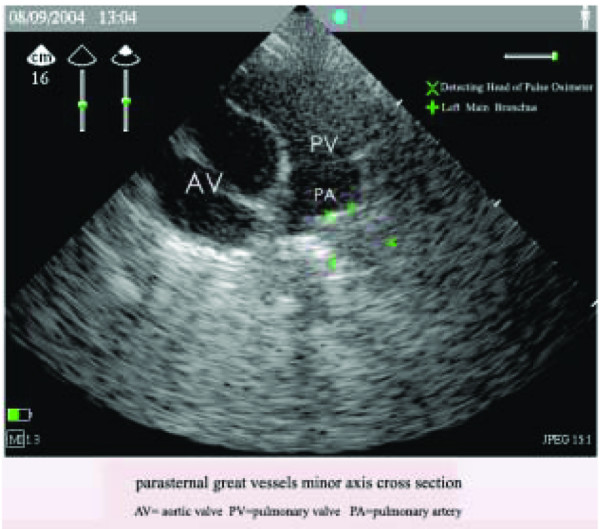 08/09/2004 13:04
cm
16
Detecting Head of Pulse Oximeter
Left Main Bronchus
PV
AV
PA
MI 1.3
JPEG 15:1
parasternal great vessels minor axis cross section
AV= aortic valve PV=pulmonary valve PA=pulmonary artery